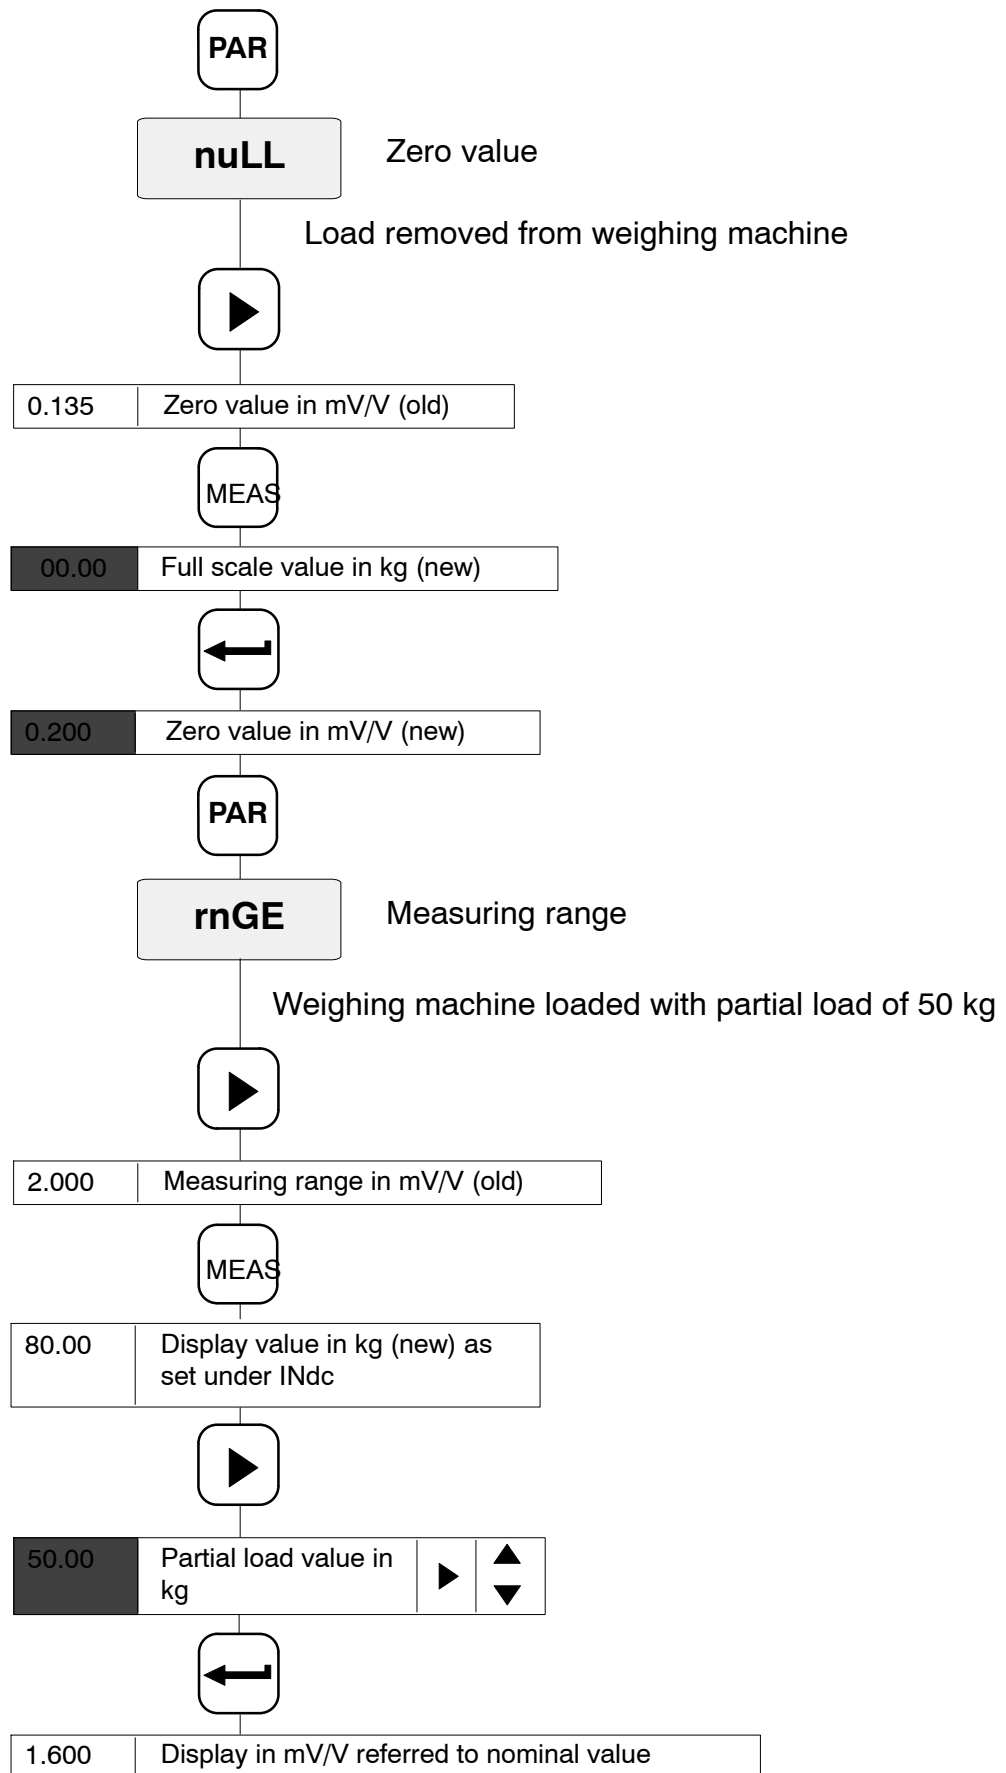 PAR
nuLL
Zero value
Load removed from weighing machine
0.135 Zero value in mV/V (old)
MEAS
00.00 Full scale value in kg (new)
0.200 Zero value in mV/V (new)
PAR
rnGE
Measuring range
Weighing machine loaded with partial load of 50 kg
2.000 Measuring range in mV/V (old)
MEAS
80.00 Display value in kg (new) as
set under INdc
50.00 Partial load value in
kg
1.600 Display in mV/V referred to nominal value